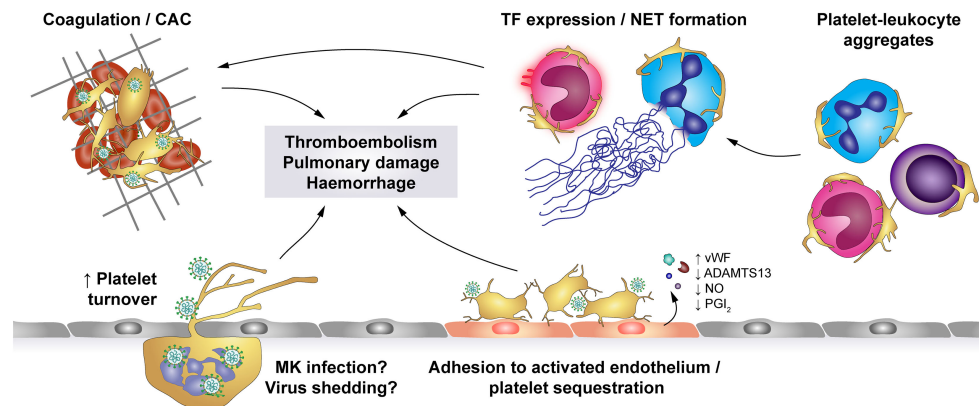 Coagulation / CAC
TF expression / NET formation
Platelet-leukocyte
aggregates
Thromboembolism
Pulmonary damage
Haemorrhage
↑ Platelet
turnover
↑ vWF
↓ ADAMTS13
↓ NO
↓ PGI₂
MK infection?
Virus shedding?
Adhesion to activated endothelium /
platelet sequestration